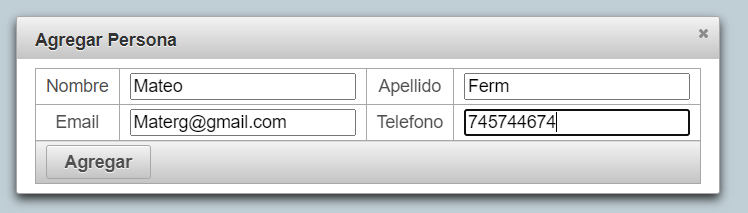 Agregar Persona
Nombre Mateo Apellido Ferm
Email Materg@gmail.com Telefono 745744674
Agregar